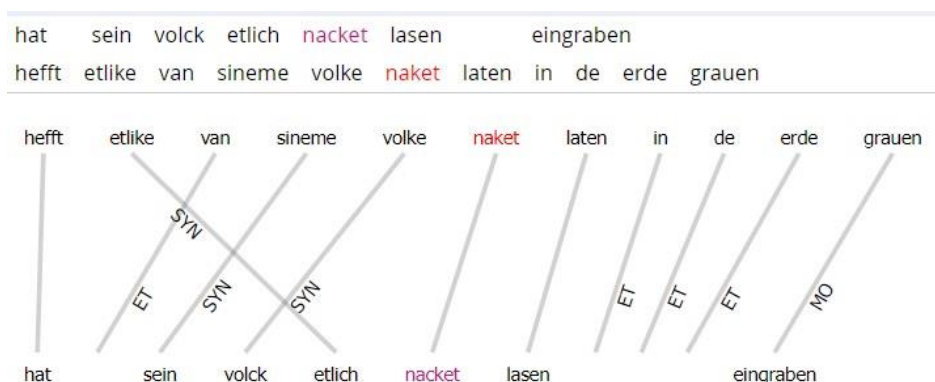 hat sein volck etlich nacket lasen eingraben
hefft etlike van sineme volke naket laten in de erde grauen
hefft etlike van sineme volke naket laten in de erde grauen
SYN
ET SYN SYN ET ET ET MO
hat sein volck etlich nacket lasen eingraben